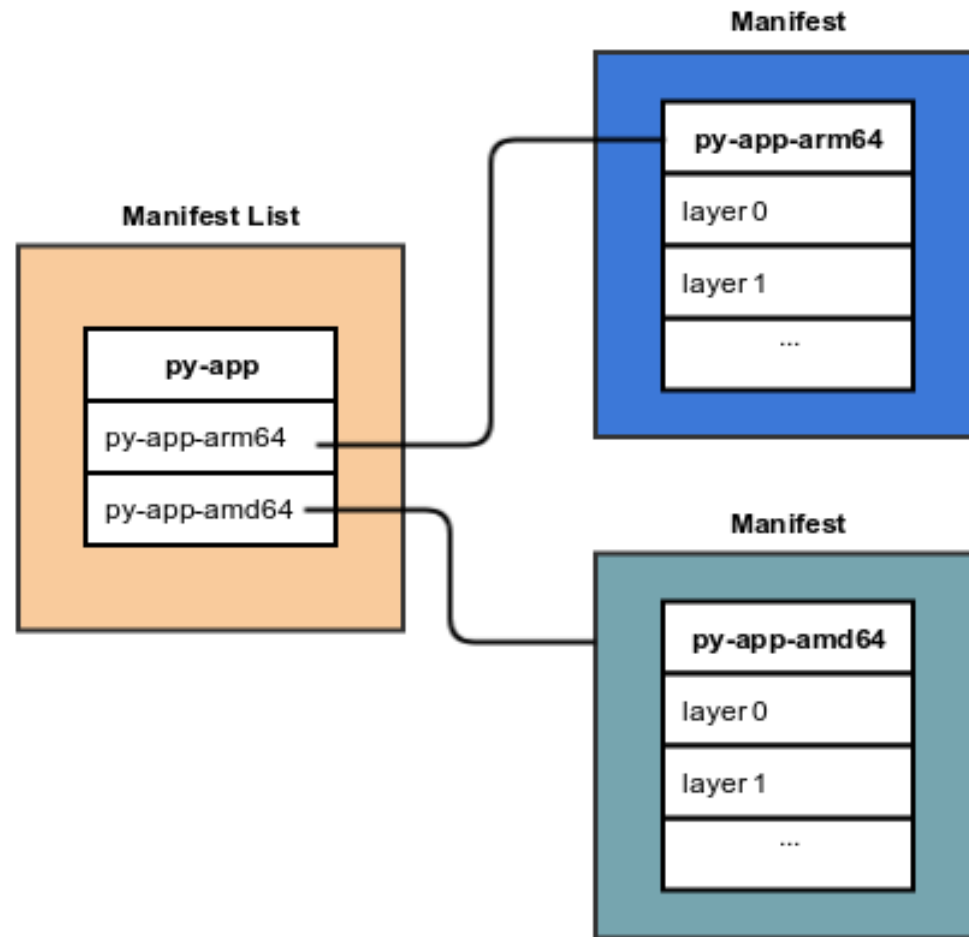 Manifest List
py-app
py-app-arm64
py-app-amd64
Manifest
py-app-arm64
layer 0
layer 1
...
Manifest
py-app-amd64
layer 0
layer 1
...